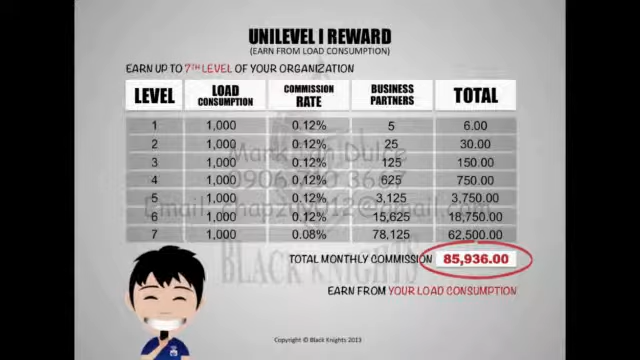 UNILEVEL I REWARD
(EARN FROM LOAD CONSUMPTION)
EARN UP TO 7TH LEVEL OF YOUR ORGANIZATION
LEVEL LOAD CONSUMPTION COMMISSION RATE BUSINESS PARTNERS TOTAL
1 1,000 0.12% 5 6.00
2 1,000 0.12% 25 30.00
3 1,000 0.12% 125 150.00
4 1,000 0.12% 625 750.00
5 1,000 0.12% 3,125 3,750.00
6 1,000 0.12% 15,625 18,750.00
7 1,000 0.08% 78,125 62,500.00
TOTAL MONTHLY COMMISSION 85,936.00
BLACK KNIGHTS
EARN FROM YOUR LOAD CONSUMPTION
Copyright © Black Knights 2013